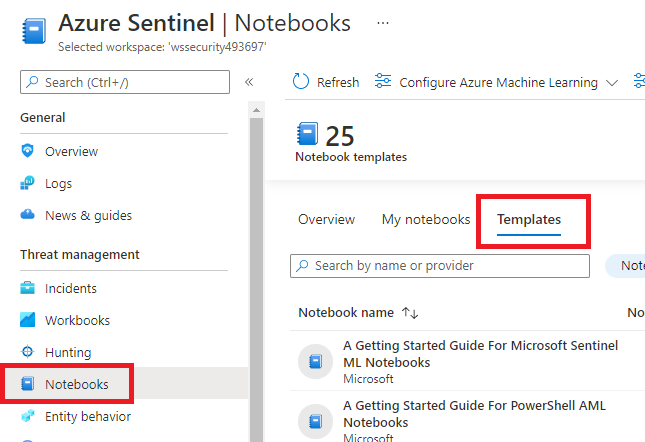 Azure Sentinel | Notebooks ...
Selected workspace: 'wssecurity493697'
Search (Ctrl+/)
«
Refresh
Configure Azure Machine Learning
General
Overview
Logs
News & guides
25
Notebook templates
Threat management
Incidents
Workbooks
Hunting
Notebooks
Entity behavior
Overview
My notebooks
Templates
Search by name or provider
Not
Notebook name ↑↓
No
A Getting Started Guide For Microsoft Sentinel
ML Notebooks
Microsoft
A Getting Started Guide For PowerShell AML
Notebooks
Microsoft